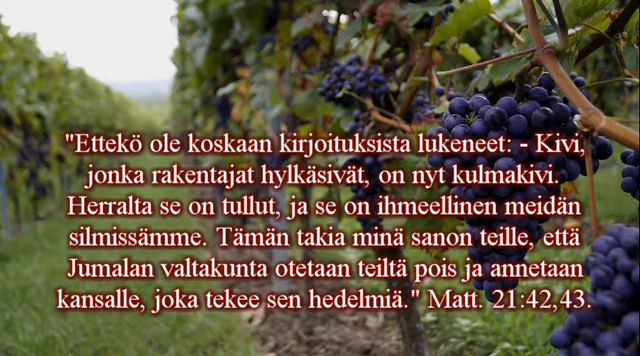 "Ettekö ole koskaan kirjoituksista lukeneet: - Kivi,
jonka rakentajat hylkäsivät, on nyt kulmakivi.
Herralta se on tullut, ja se on ihmeellinen meidän
silmissämme. Tämän takia minä sanon teille, että
Jumalan valtakunta otetaan teiltä pois ja annetaan
kansalle, joka tekee sen hedelmiä." Matt. 21:42,43.